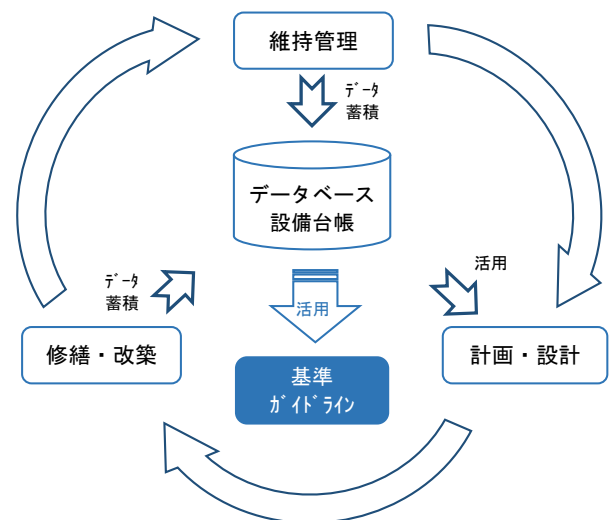 維持管理
ﾃﾞｰﾀ
蓄積
データベース
設備台帳
活用
ﾃﾞｰﾀ
蓄積
活用
修繕・改築
計画・設計
基準
ｶﾞｲﾄﾞﾗｲﾝ